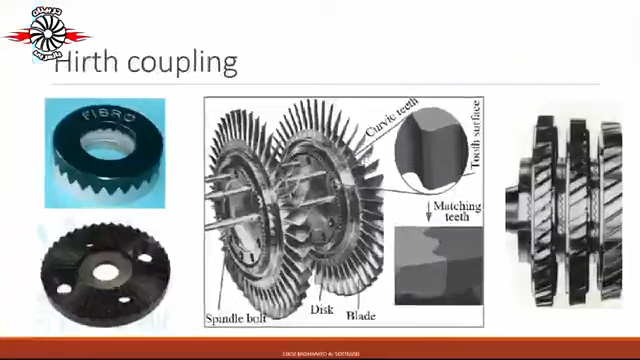 Hirth coupling
FIBRO
Curvic teeth
Tooth surface
Matching
teeth
Spindle bolt
Disk
Blade